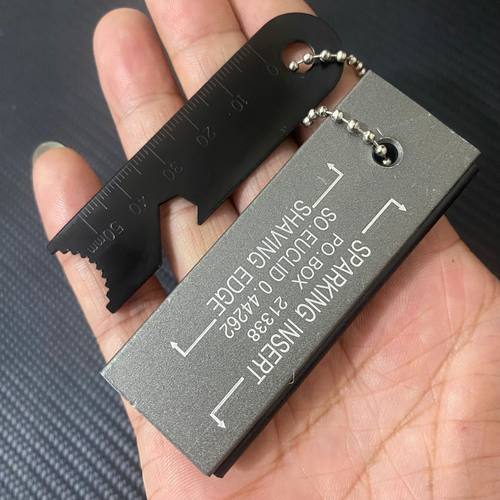 0 10 20 30 40 50mm
SPARKING INSERT
PO.BOX 21338
SO.EUCLID 0.44262
SHAVING EDGE